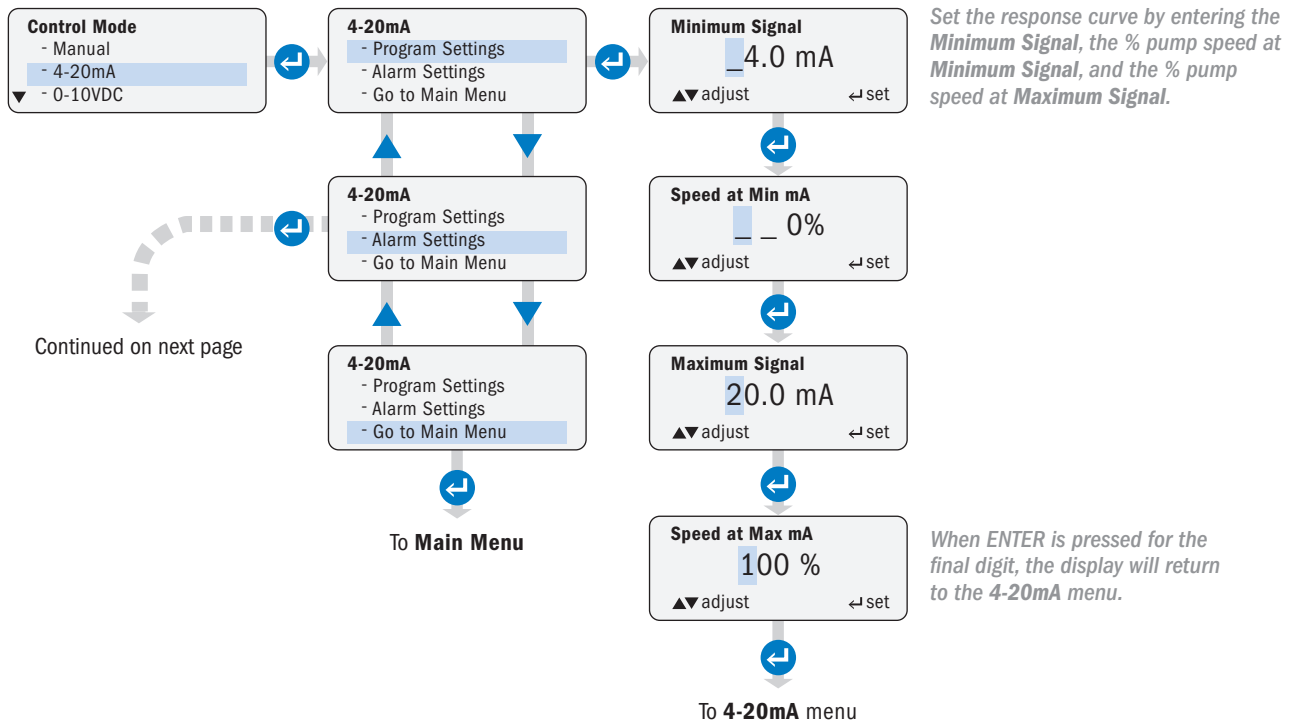 Control Mode
- Manual
- 4-20mA
▼ - 0-10VDC
4-20mA
- Program Settings
- Alarm Settings
- Go to Main Menu
Minimum Signal
_4.0 mA
▲▼ adjust ↵ set
Set the response curve by entering the
Minimum Signal, the % pump speed at
Minimum Signal, and the % pump
speed at Maximum Signal.
4-20mA
- Program Settings
- Alarm Settings
- Go to Main Menu
Speed at Min mA
_ _ 0%
▲▼ adjust ↵ set
Continued on next page
4-20mA
- Program Settings
- Alarm Settings
- Go to Main Menu
Maximum Signal
20.0 mA
▲▼ adjust ↵ set
To Main Menu
Speed at Max mA
100 %
▲▼ adjust ↵ set
When ENTER is pressed for the
final digit, the display will return
to the 4-20mA menu.
To 4-20mA menu